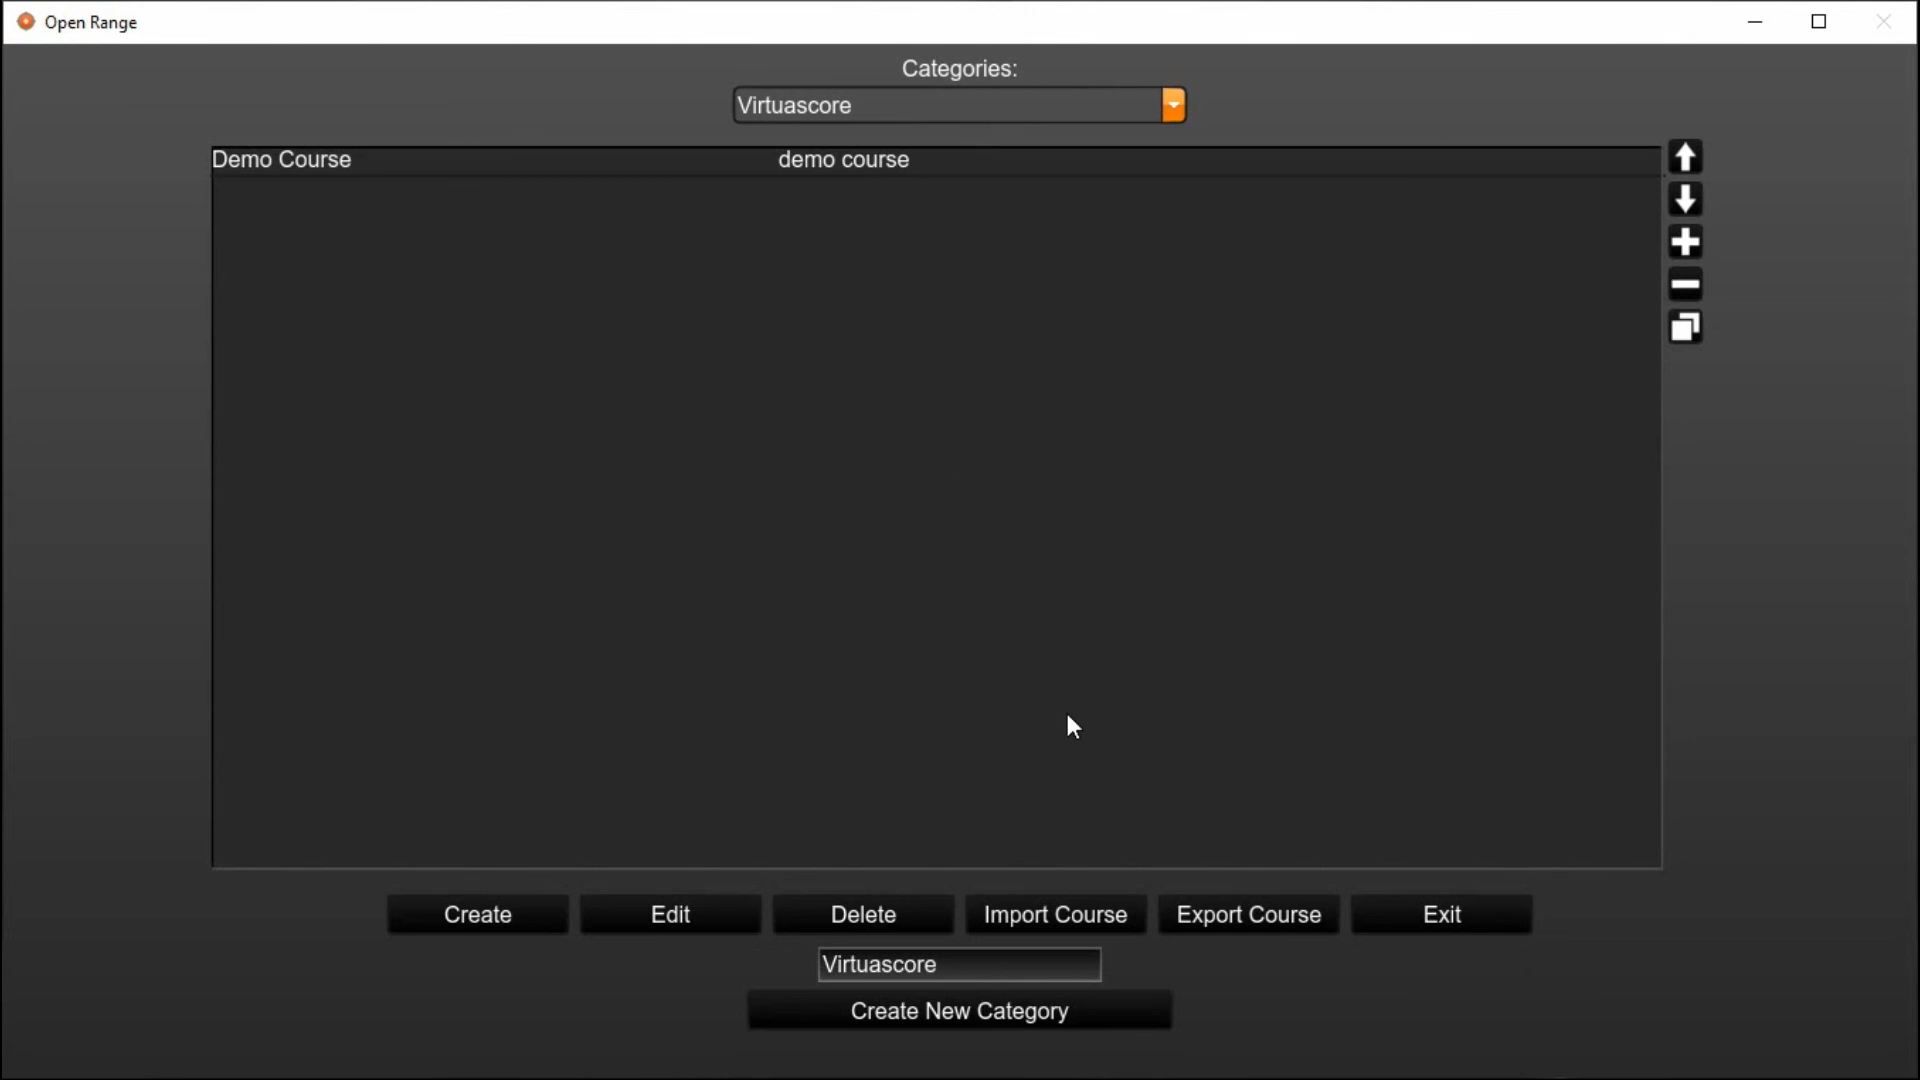 Open Range
Categories:
Virtuascore
Demo Course demo course
Create Edit Delete Import Course Export Course Exit
Virtuascore
Create New Category